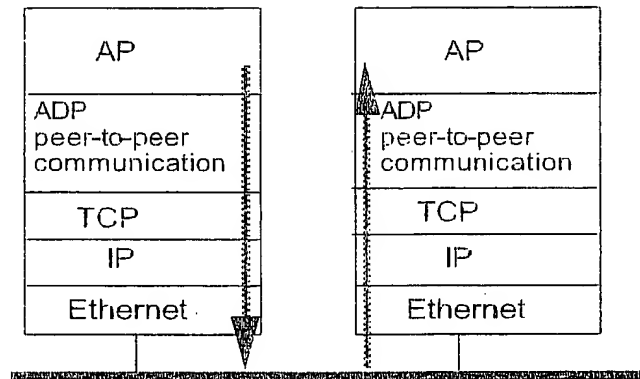 AP
ADP
peer-to-peer
communication
TCP
IP
Ethernet
AP
ADP
peer-to-peer
communication
TCP
IP
Ethernet